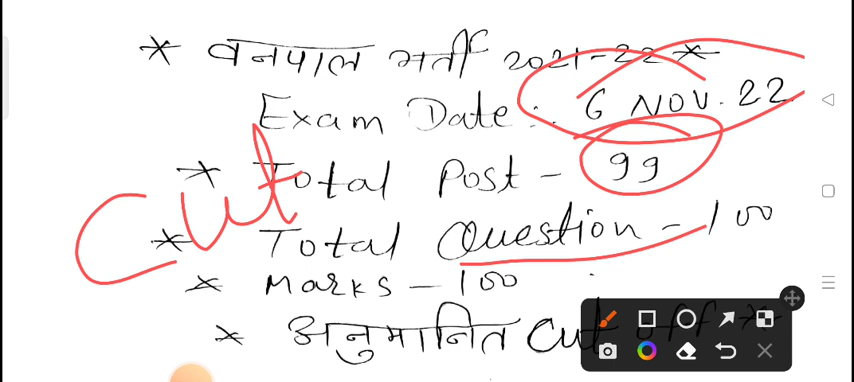 * वनपाल भर्ती 2021-22 *
Exam Date :. 6 NOV. 22
* Total Post - 99
Cut
* Total Question - 100
* Marks - 100
* अनुमानित Cut off *